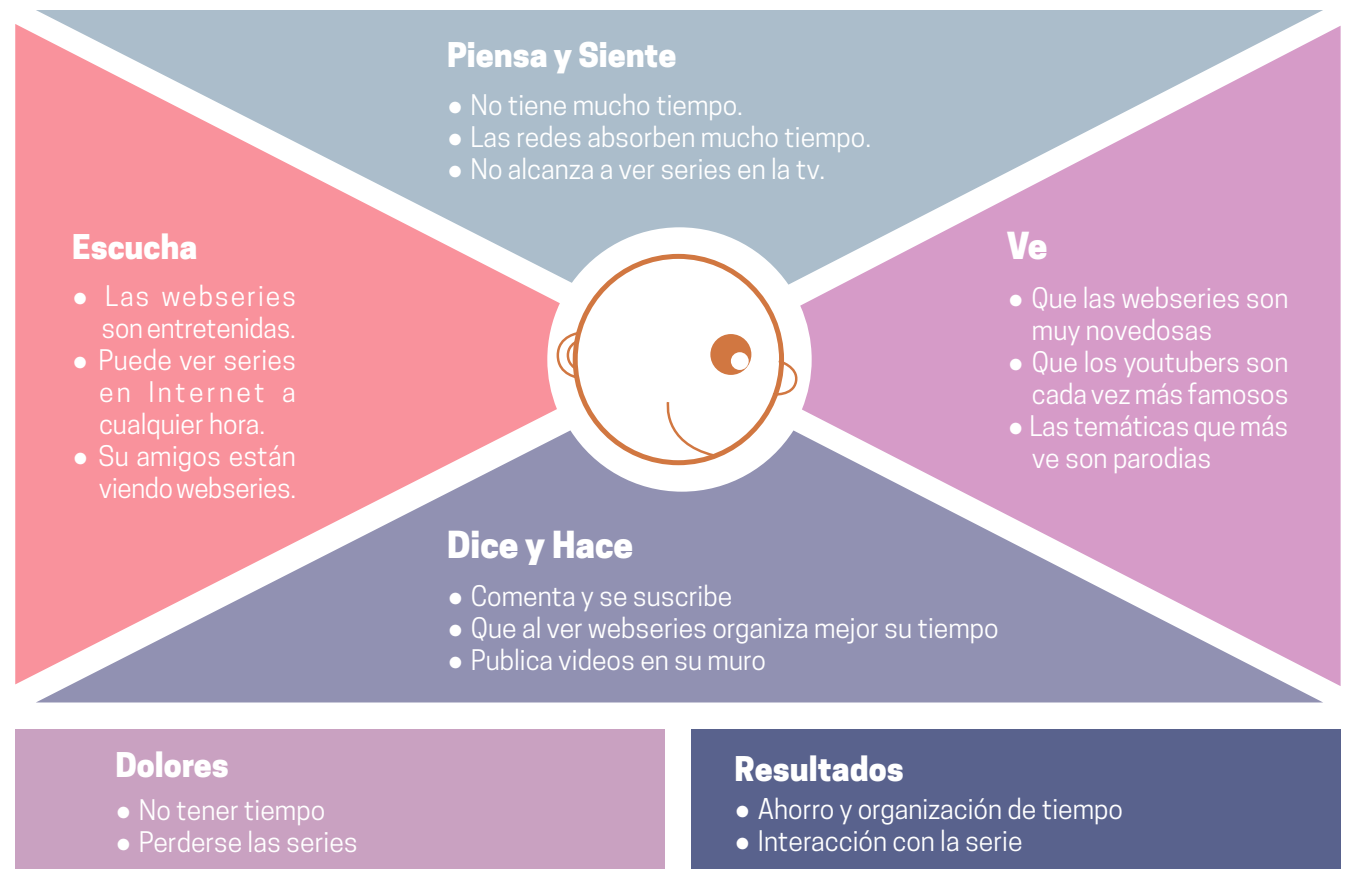 Piensa y Siente
● No tiene mucho tiempo.
● Las redes absorben mucho tiempo.
● No alcanza a ver series en la tv.
Escucha
● Las webseries
son entretenidas.
● Puede ver series
en Internet a
cualquier hora.
● Su amigos están
viendo webseries.
Ve
● Que las webseries son
muy novedosas
● Que los youtubers son
cada vez más famosos
● Las temáticas que más
ve son parodias
Dice y Hace
● Comenta y se suscribe
● Que al ver webseries organiza mejor su tiempo
● Publica videos en su muro
Dolores
● No tener tiempo
● Perderse las series
Resultados
● Ahorro y organización de tiempo
● Interacción con la serie